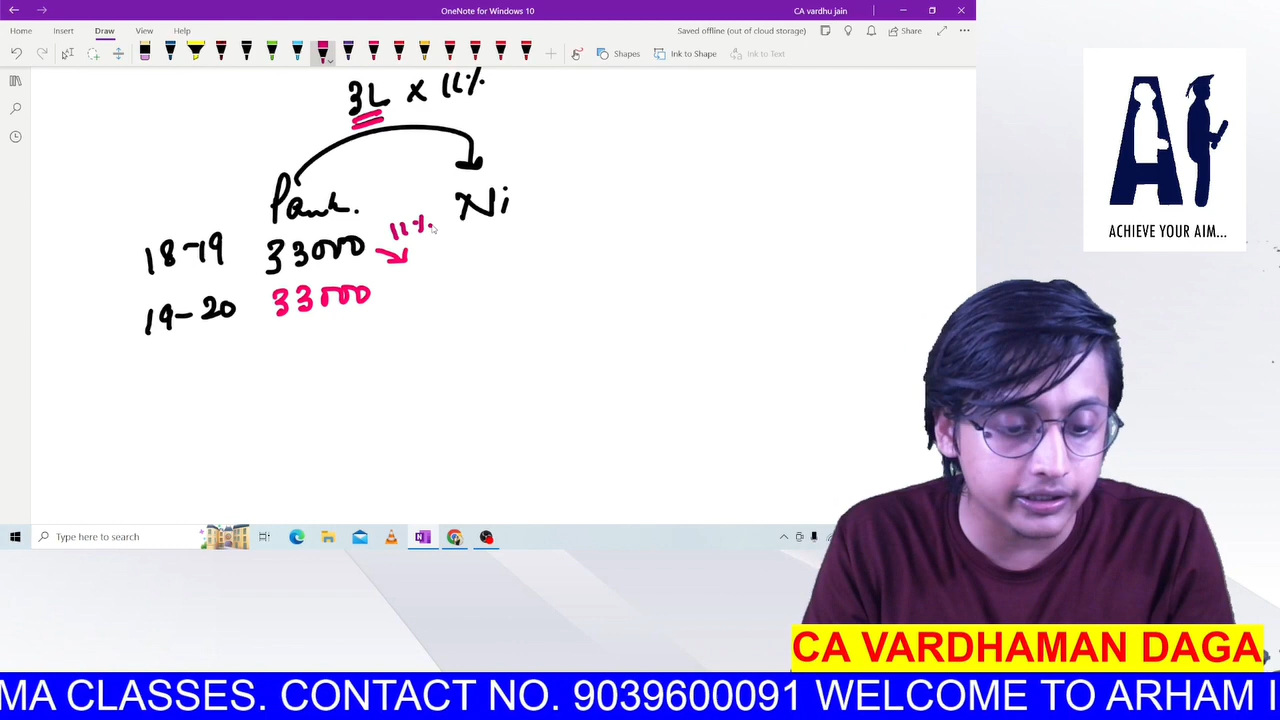 OneNote for Windows 10
CA vardhu jain
Home Insert Draw View Help
Saved offline (out of cloud storage)
Share
Shapes
Ink to Shape
Ink to Text
3L x 11%
Pank. Ni
11%
18-19 33000
19-20 33000
AI
ACHIEVE YOUR AIM...
Type here to search
CA VARDHAMAN DAGA
MA CLASSES. CONTACT NO. 9039600091 WELCOME TO ARHAM I